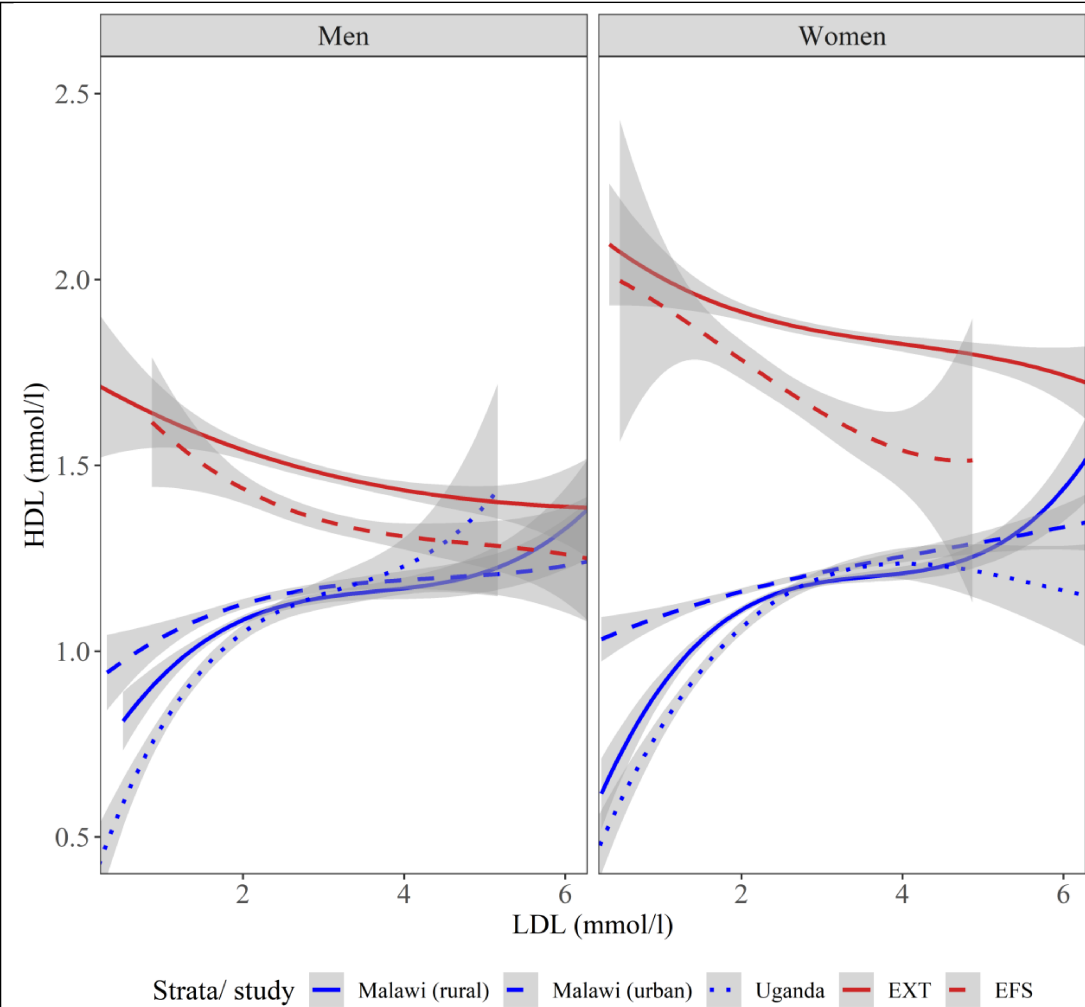 Men
Women
2.5
2.0
1.5
1.0
0.5
HDL (mmol/l)
2 4 6
2 4 6
LDL (mmol/l)
Strata/ study Malawi (rural) Malawi (urban) Uganda EXT EFS